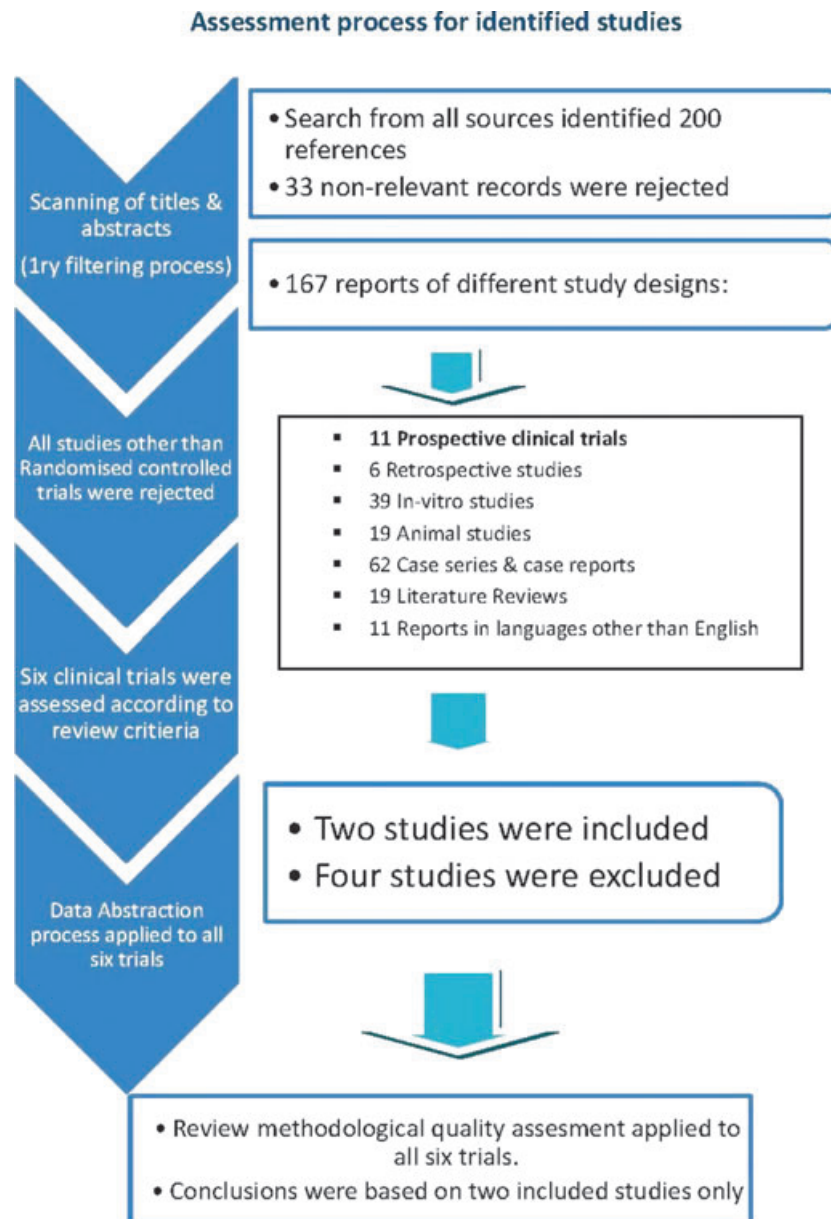 Assessment process for identified studies
Scanning of titles &
abstracts
(1ry filtering process)
• Search from all sources identified 200
references
• 33 non-relevant records were rejected
• 167 reports of different study designs:
All studies other than
Randomised controlled
trials were rejected
▪ 11 Prospective clinical trials
▪ 6 Retrospective studies
▪ 39 In-vitro studies
▪ 19 Animal studies
▪ 62 Case series & case reports
▪ 19 Literature Reviews
▪ 11 Reports in languages other than English
Six clinical trials were
assessed according to
review critieria
• Two studies were included
• Four studies were excluded
Data Abstraction
process applied to all
six trials
• Review methodological quality assesment applied to
all six trials.
• Conclusions were based on two included studies only